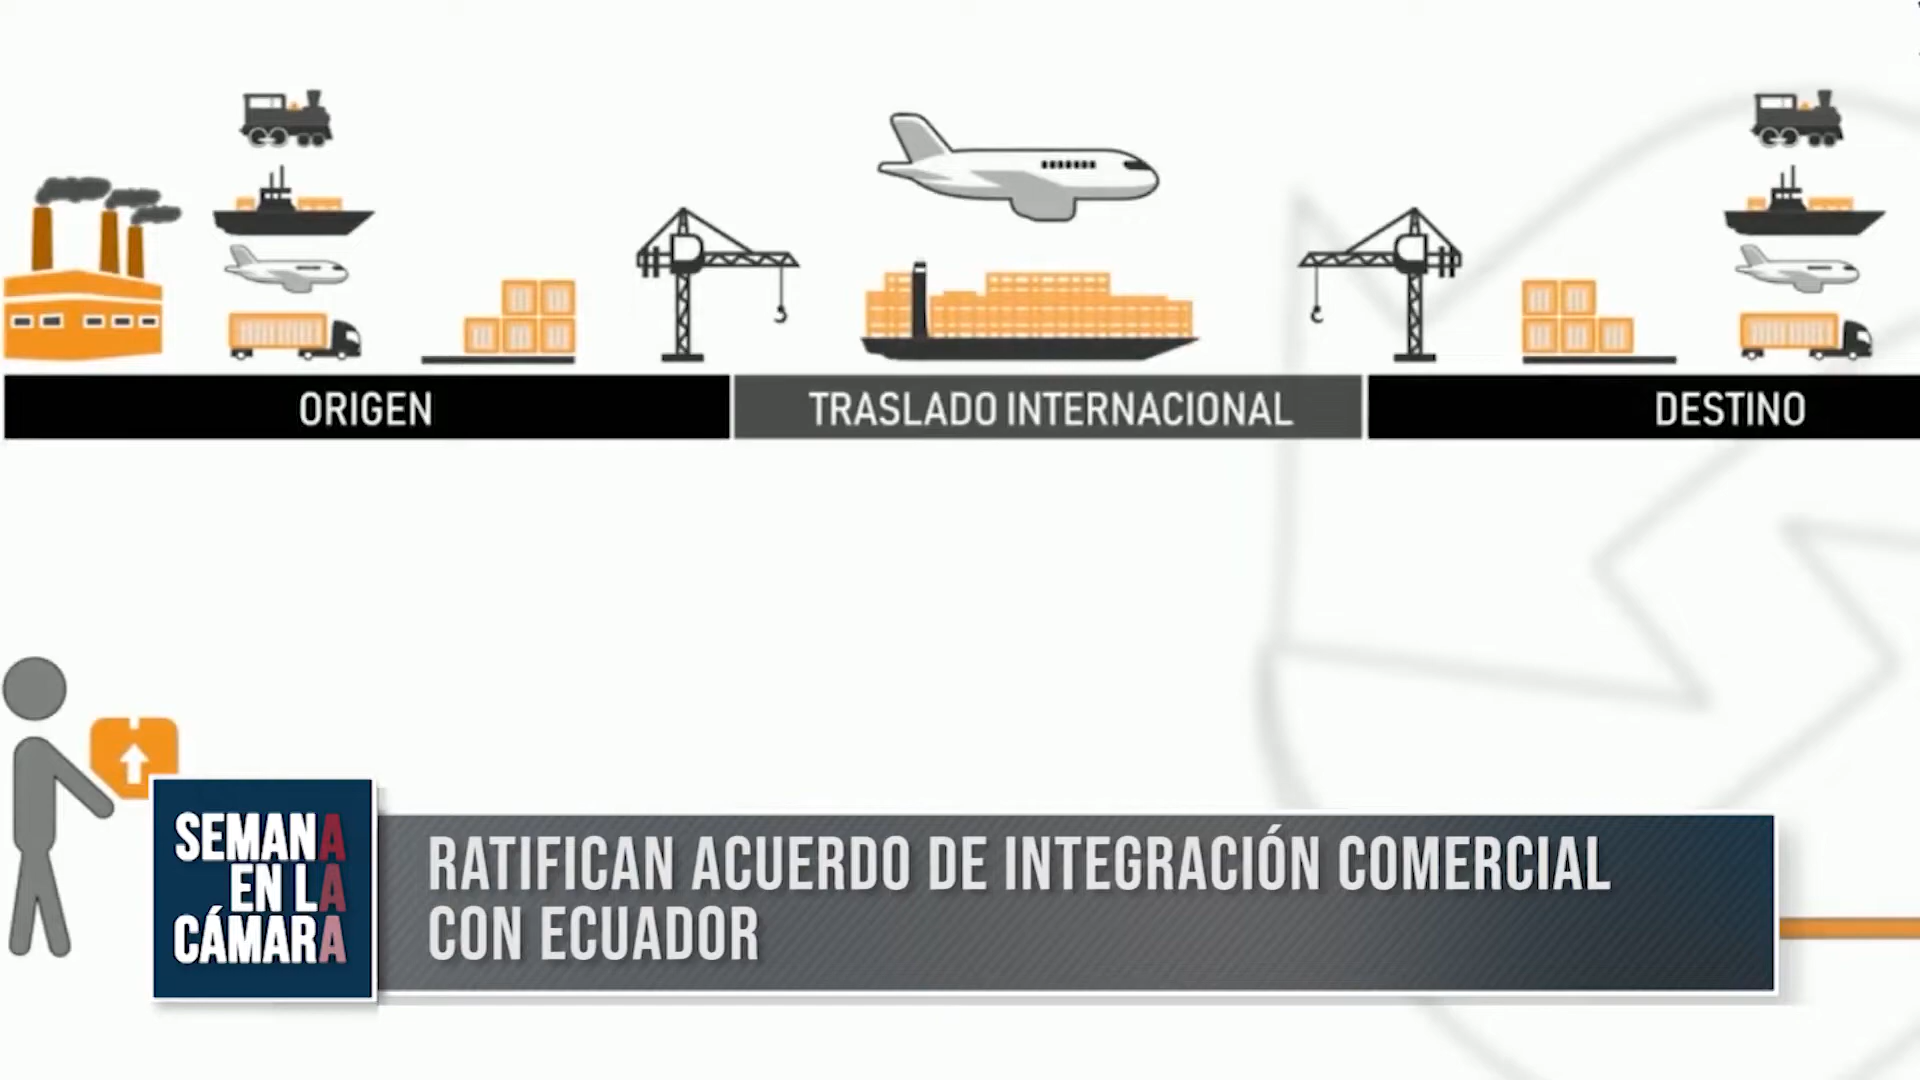 ORIGEN
TRASLADO INTERNACIONAL
DESTINO
SEMANA
EN LA
CÁMARA
RATIFICAN ACUERDO DE INTEGRACIÓN COMERCIAL
CON ECUADOR